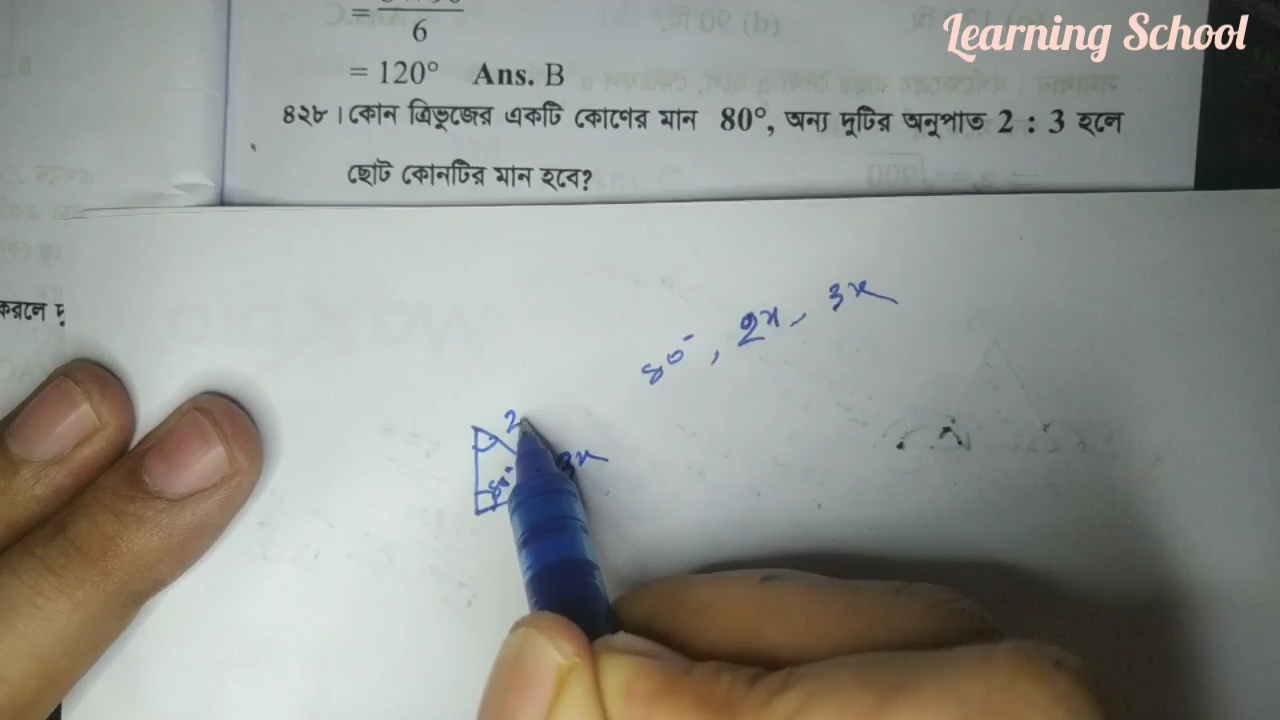 Learning School
=
6
= 120° Ans. B
৪২৮। কোন ত্রিভুজের একটি কোণের মান 80°, অন্য দুটির অনুপাত 2 : 3 হলে
ছোট কোনটির মান হবে?
করলে
80°, 2x, 3x
2
3x
80°